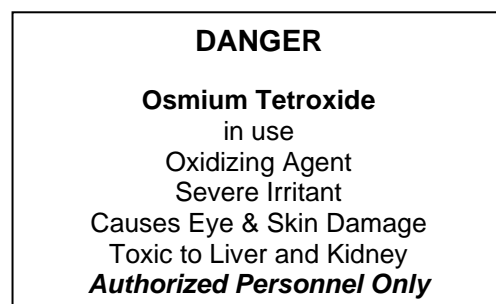 DANGER
Osmium Tetroxide
in use
Oxidizing Agent
Severe Irritant
Causes Eye & Skin Damage
Toxic to Liver and Kidney
Authorized Personnel Only